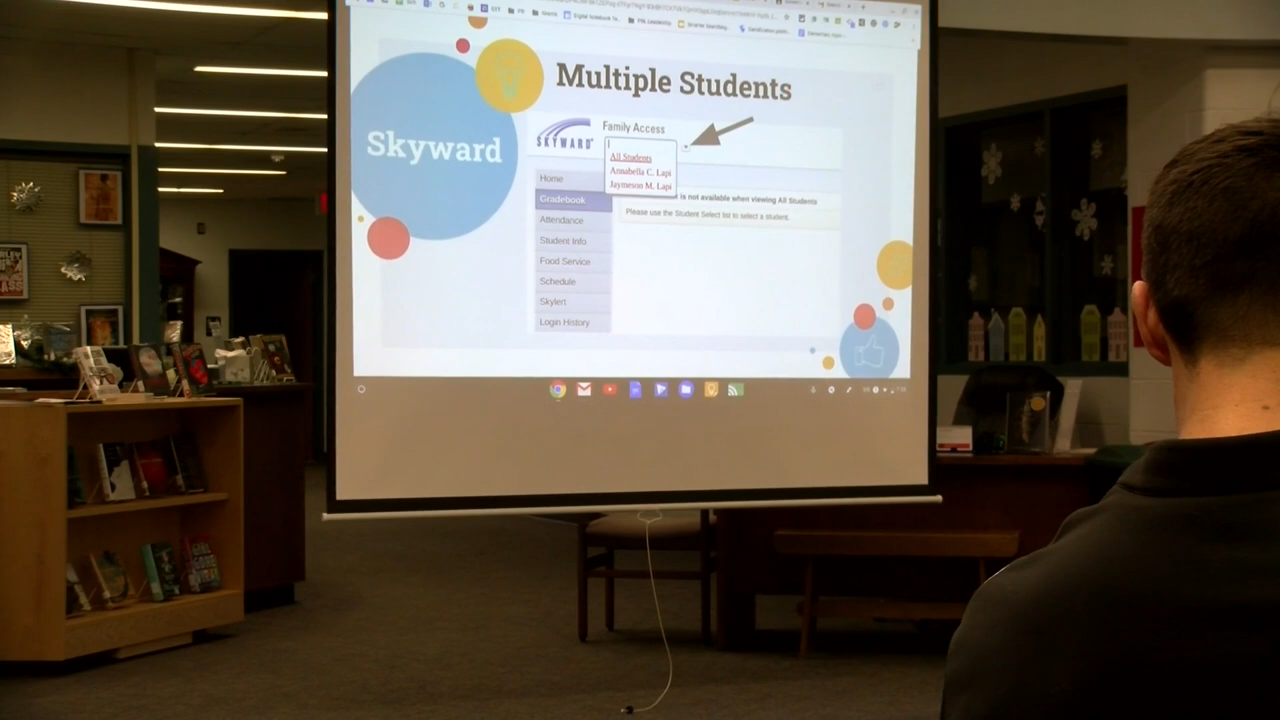 Multiple Students
Skyward
SKYWARD
Family Access
All Students
Annabella C. Lapi
Jaymeson M. Lapi
Home
Gradebook
Attendance
Student Info
Food Service
Schedule
Skylert
Login History
is not available when viewing All Students
Please use the Student Select list to select a student.